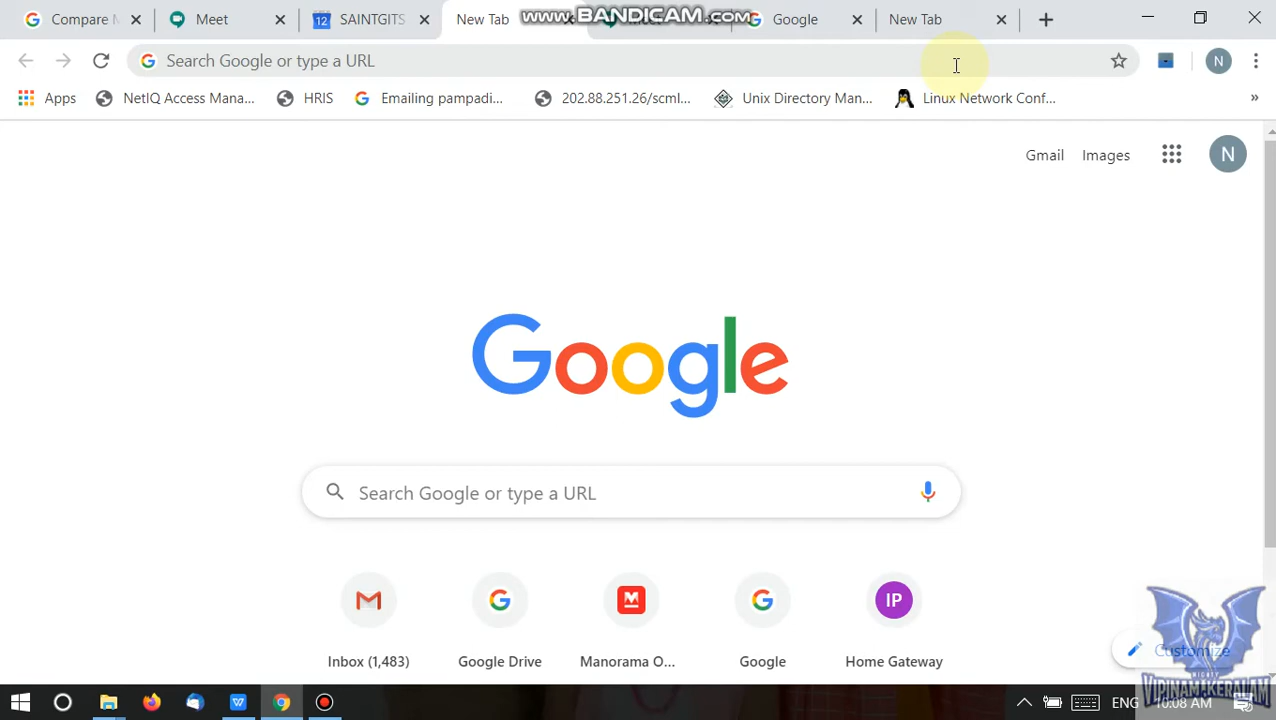 Compare M
Meet
SAINTGITS
New Tab
www.BANDICAM.com
Google
New Tab
Search Google or type a URL
N
Apps
NetIQ Access Mana...
HRIS
Emailing pampadi...
202.88.251.26/scml...
Unix Directory Man...
Linux Network Conf...
»
Gmail
Images
N
Google
Search Google or type a URL
IP
Inbox (1,483)
Google Drive
Manorama O...
Google
Home Gateway
Customize
MIGHTY
VIPINAM KERALAM
ENG
10:08 AM